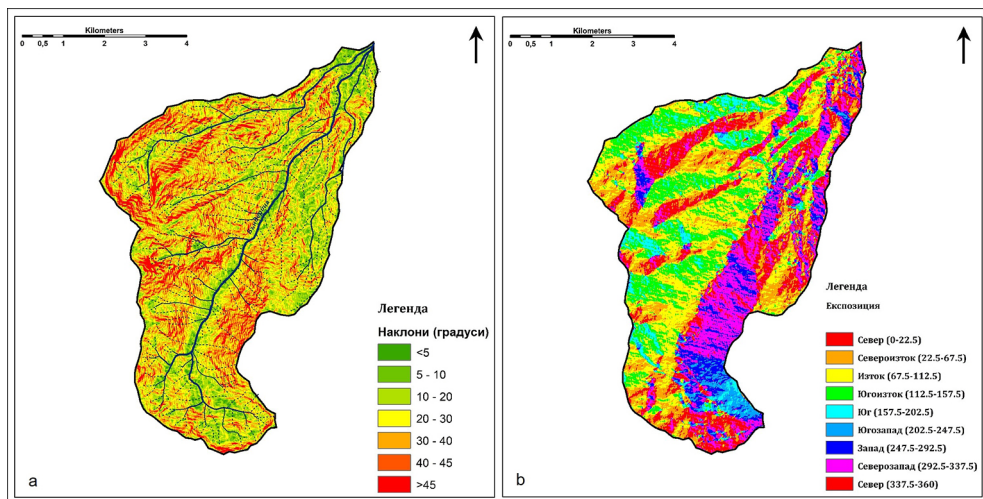 Kilometers
0 0,5 1 2 3 4
Легенда
Наклони (градуси)
<5
5 - 10
10 - 20
20 - 30
30 - 40
40 - 45
>45
a
Kilometers
0 0,5 1 2 3 4
Легенда
Експозиция
Север (0-22.5)
Североизток (22.5-67.5)
Изток (67.5-112.5)
Югоизток (112.5-157.5)
Юг (157.5-202.5)
Югозапад (202.5-247.5)
Запад (247.5-292.5)
Северозапад (292.5-337.5)
Север (337.5-360)
b